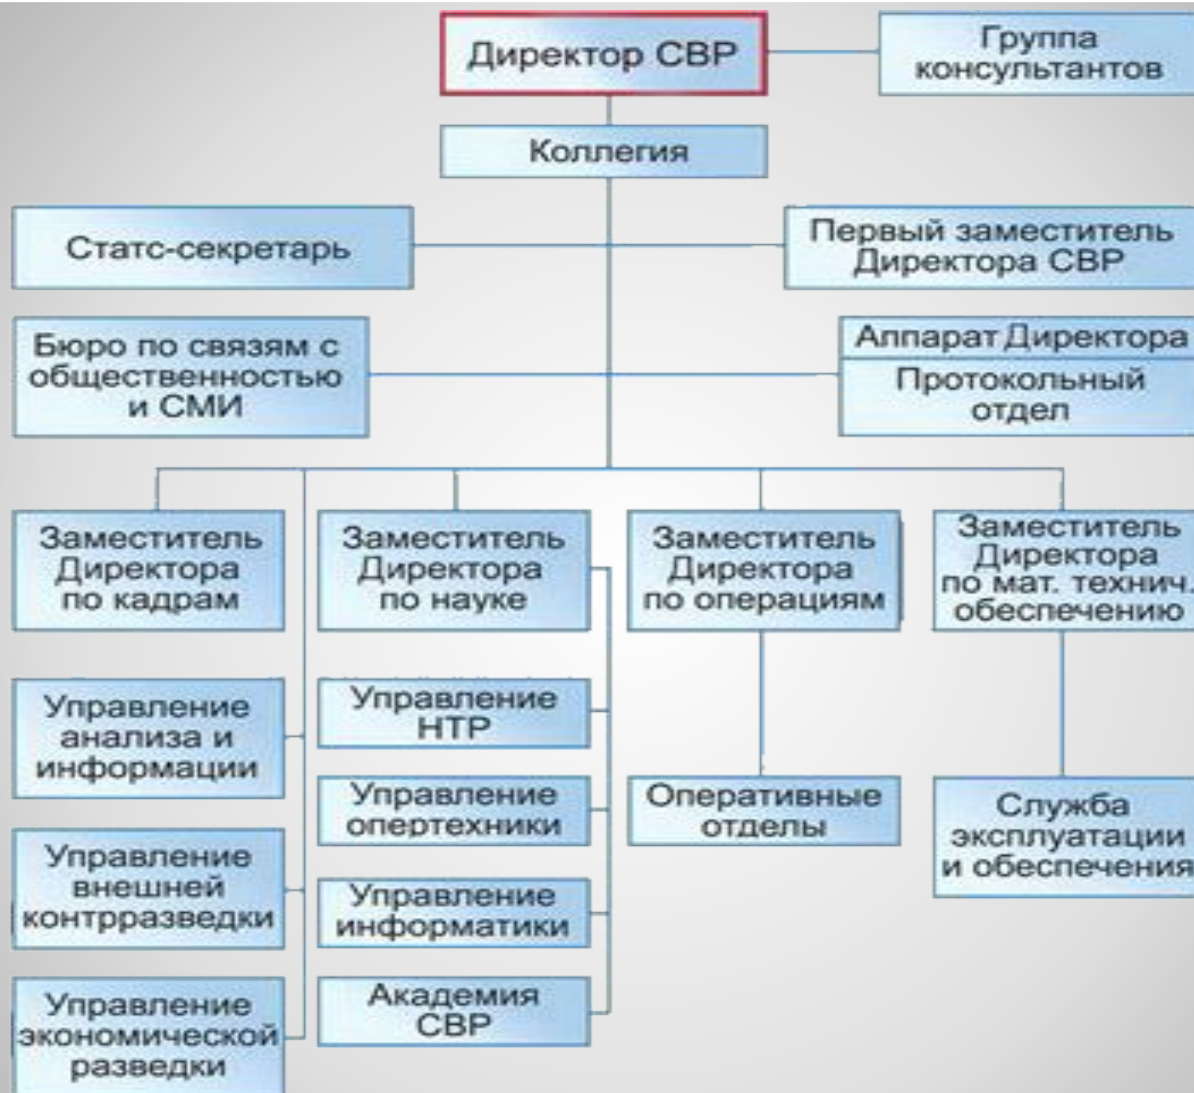 Директор СВР
Группа
консультантов
Коллегия
Статс-секретарь
Первый заместитель
Директора СВР
Бюро по связям с
общественностью
и СМИ
Аппарат Директора
Протокольный
отдел
Заместитель
Директора
по кадрам
Заместитель
Директора
по науке
Заместитель
Директора
по операциям
Заместитель
Директора
по мат. технич.
обеспечению
Управление
анализа и
информации
Управление
НТР
Управление
опертехники
Оперативные
отделы
Служба
эксплуатации
и обеспечения
Управление
внешней
контрразведки
Управление
информатики
Управление
экономической
разведки
Академия
СВР